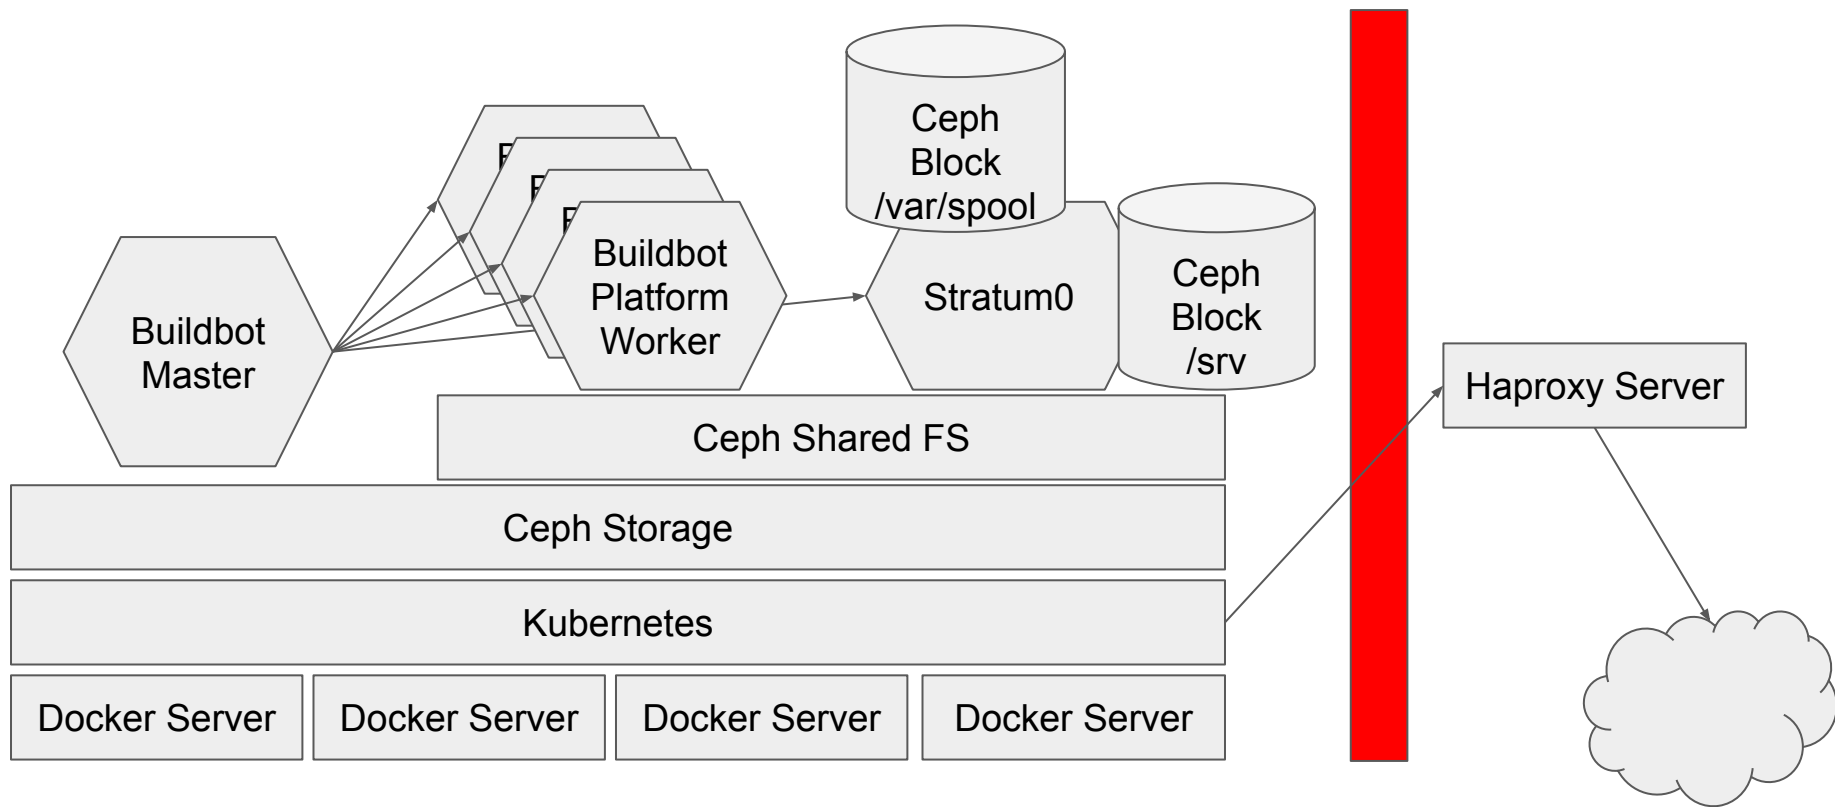 Ceph
Block
/var/spool
Buildbot
Platform
Worker
Stratum0
Ceph
Block
/srv
Buildbot
Master
Haproxy Server
Ceph Shared FS
Ceph Storage
Kubernetes
Docker Server
Docker Server
Docker Server
Docker Server